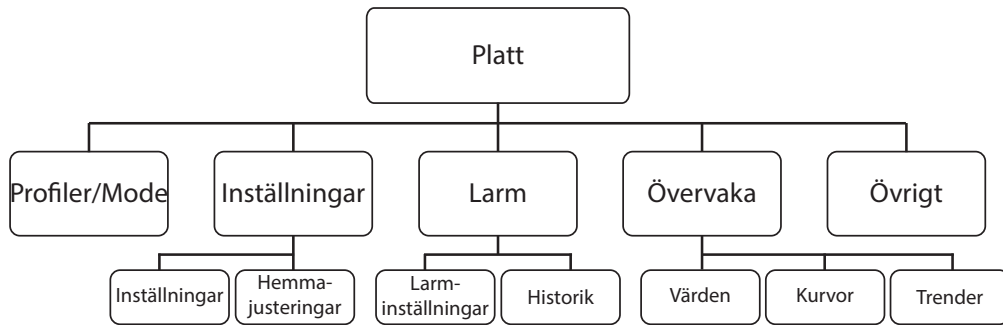 Platt
Profiler/Mode
Inställningar
Larm
Övervaka
Övrigt
Inställningar
Hemma-
justeringar
Larm-
inställningar
Historik
Värden
Kurvor
Trender